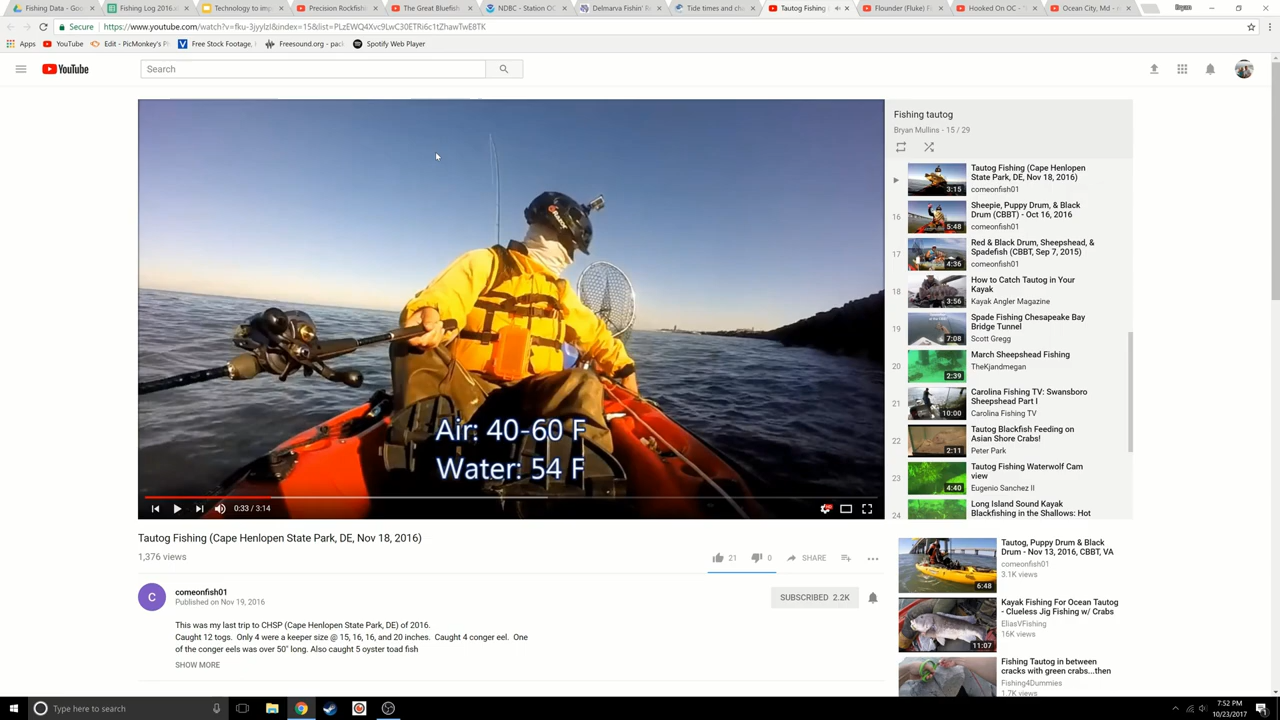 Fishing Data - Goo
Fishing Log 2016.x
Technology to imp
Precision Rockfish
The Great Bluefish
NDBC - Station OC
Delmarva Fishin' R
Tide times and cha
Tautog Fishing
Flounder (Fluke) Fi
Hooked On OC -
Ocean City, Md -
Bryan
Secure
https://www.youtube.com/watch?v=fku-3jyyIzI&index=15&list=PLzEWQ4Xvc9LwC30ETRi6c1tZhawTwE8TK
Apps
YouTube
Edit - PicMonkey's P
Free Stock Footage,
Freesound.org - pac
Spotify Web Player
YouTube
Search
Fishing tautog
Bryan Mullins - 15 / 29
Tautog Fishing (Cape Henlopen
State Park, DE, Nov 18, 2016)
comeonfish01
3:15
16
Sheepie, Puppy Drum, & Black
Drum (CBBT) - Oct 16, 2016
comeonfish01
5:48
17
Red & Black Drum, Sheepshead, &
Spadefish (CBBT, Sep 7, 2015)
comeonfish01
4:36
18
How to Catch Tautog in Your
Kayak
Kayak Angler Magazine
3:56
19
Spade Fishing Chesapeake Bay
Bridge Tunnel
Scott Gregg
7:08
20
March Sheepshead Fishing
TheKjandmegan
2:39
21
Carolina Fishing TV: Swansboro
Sheepshead Part I
Carolina Fishing TV
10:00
22
Tautog Blackfish Feeding on
Asian Shore Crabs!
Peter Park
2:11
23
Tautog Fishing Waterwolf Cam
view
Eugenio Sanchez II
4:40
24
Long Island Sound Kayak
Blackfishing in the Shallows: Hot
Air: 40-60 F
Water: 54 F
0:33 / 3:14
Tautog Fishing (Cape Henlopen State Park, DE, Nov 18, 2016)
1,376 views
21
0
SHARE
C
comeonfish01
Published on Nov 19, 2016
SUBSCRIBED 2.2K
This was my last trip to CHSP (Cape Henlopen State Park, DE) of 2016.
Caught 12 togs. Only 4 were a keeper size @ 15, 16, 16, and 20 inches. Caught 4 conger eel. One
of the conger eels was over 50" long. Also caught 5 oyster toad fish
SHOW MORE
Tautog, Puppy Drum & Black
Drum - Nov 13, 2016, CBBT, VA
comeonfish01
3.1K views
6:48
Kayak Fishing For Ocean Tautog
- Clueless Jig Fishing w/ Crabs
EliasVFishing
16K views
11:07
Fishing Tautog in between
cracks with green crabs...then
Fishing4Dummies
1.7K views
Type here to search
7:52 PM
10/23/2017